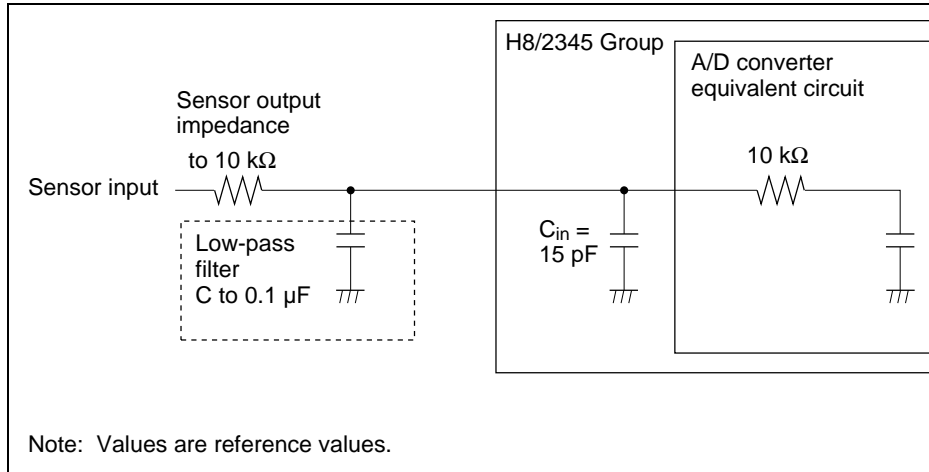 H8/2345 Group
A/D converter
equivalent circuit
Sensor output
impedance
to 10 kΩ
10 kΩ
Sensor input
Low-pass
filter
C to 0.1 µF
Cin =
15 pF
Note: Values are reference values.